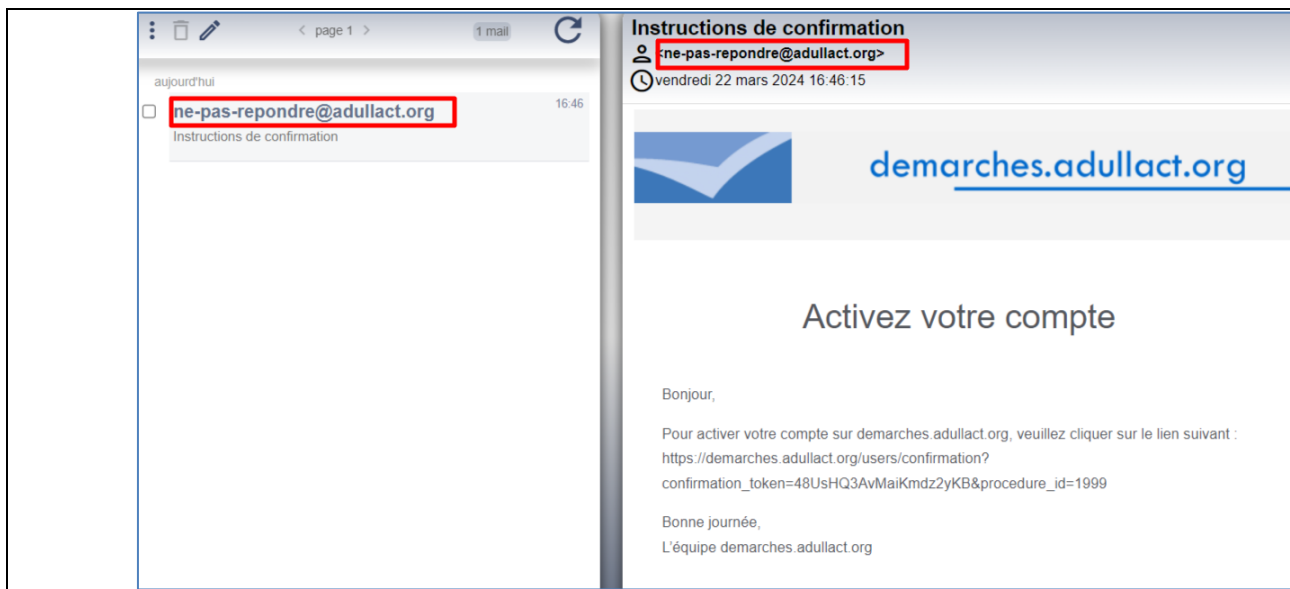 page 1
1 mail
aujourd'hui
ne-pas-repondre@adullact.org
16:46
Instructions de confirmation
Instructions de confirmation
<ne-pas-repondre@adullact.org>
vendredi 22 mars 2024 16:46:15
demarches.adullact.org
Activez votre compte
Bonjour,
Pour activer votre compte sur demarches.adullact.org, veuillez cliquer sur le lien suivant :
https://demarches.adullact.org/users/confirmation?
confirmation_token=48UsHQ3AvMaiKmdz2yKB&procedure_id=1999
Bonne journée,
L'équipe demarches.adullact.org